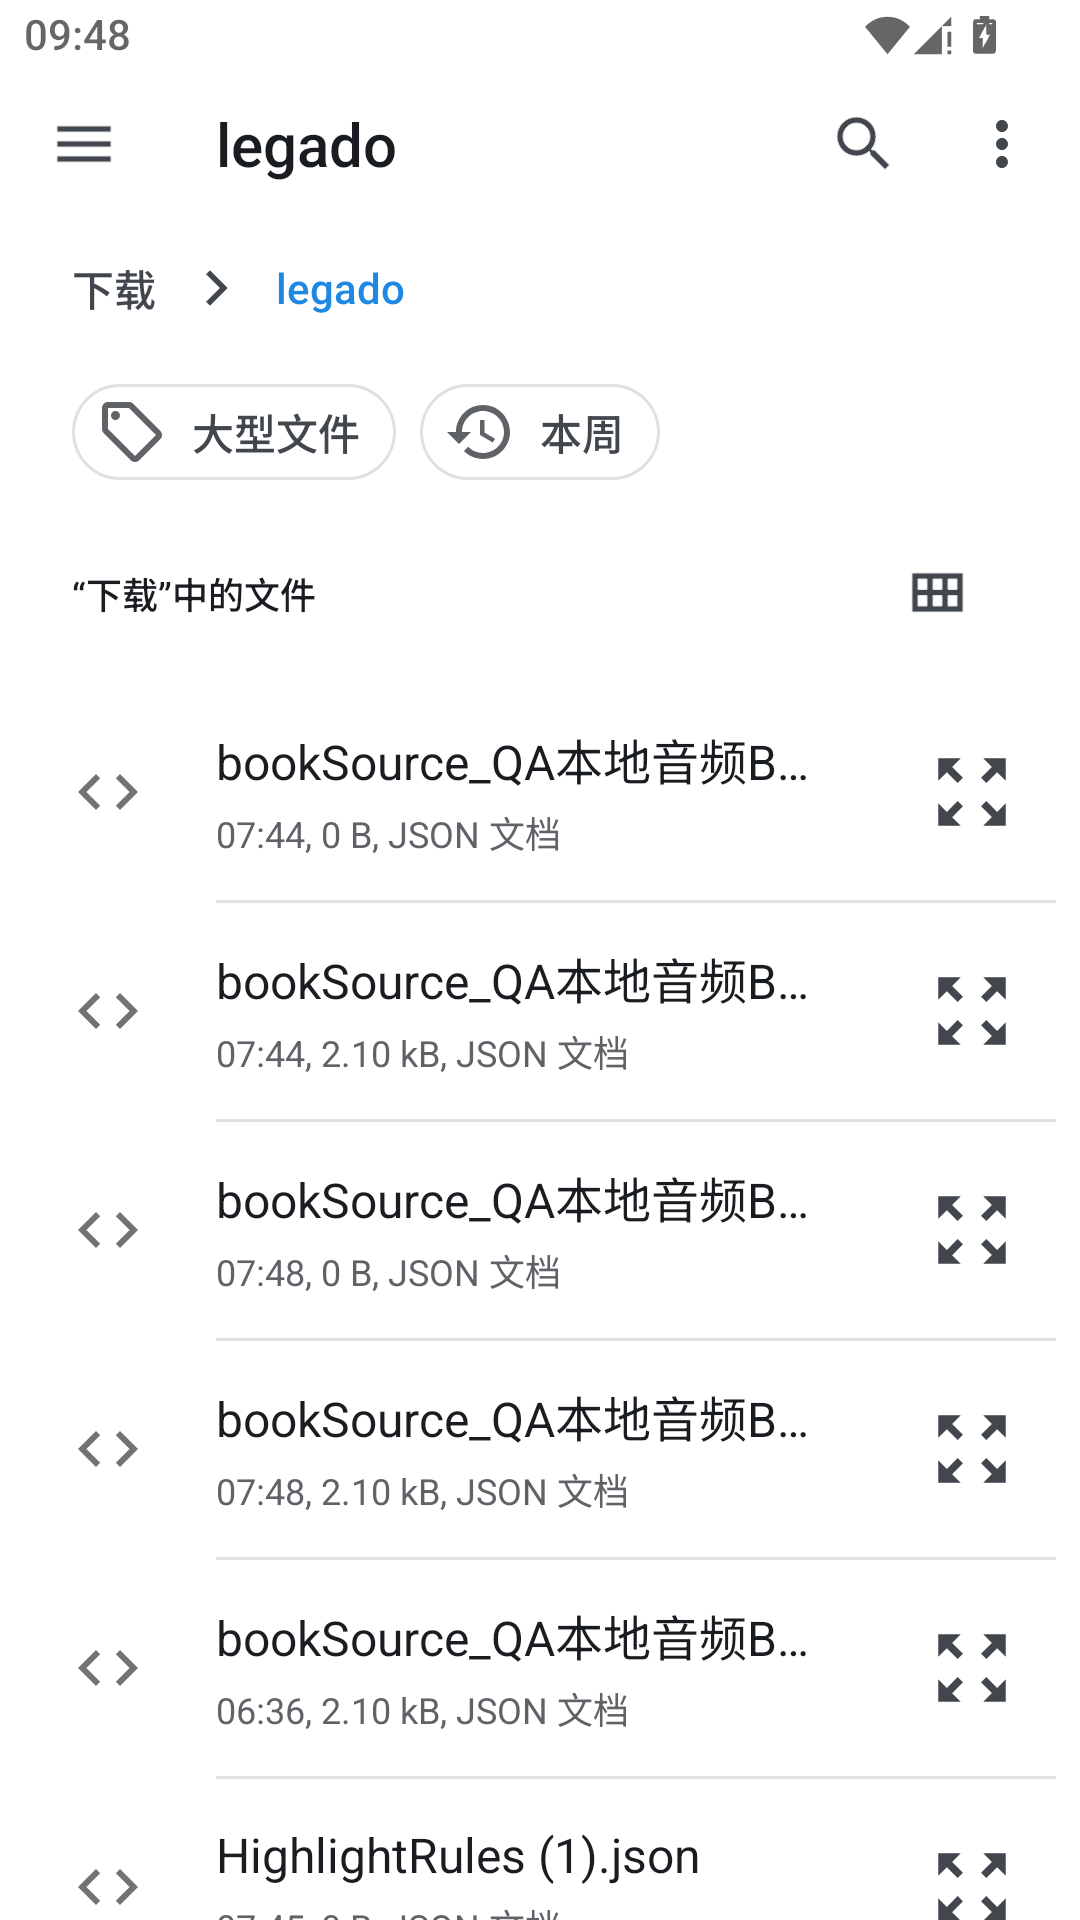 09:48
legado
下载
legado
大型文件
本周
“下载”中的文件
bookSource_QA本地音频B...
07:44, 0 B, JSON 文档
bookSource_QA本地音频B...
07:44, 2.10 kB, JSON 文档
bookSource_QA本地音频B...
07:48, 0 B, JSON 文档
bookSource_QA本地音频B...
07:48, 2.10 kB, JSON 文档
bookSource_QA本地音频B...
06:36, 2.10 kB, JSON 文档
HighlightRules (1).json
07:45, 0 B, JSON 文档